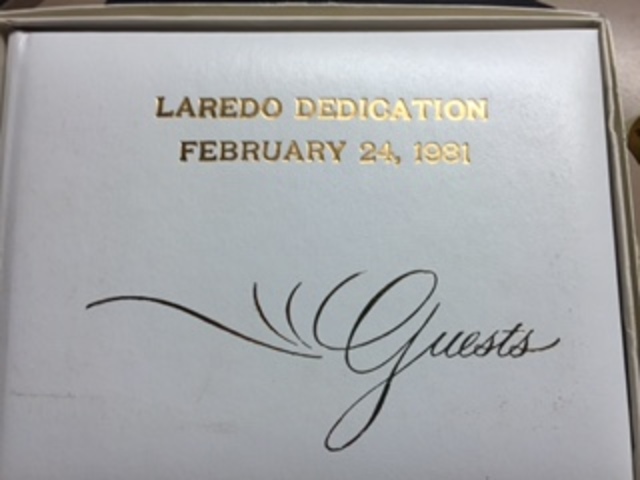 LAREDO DEDICATION
FEBRUARY 24, 1981
Guests